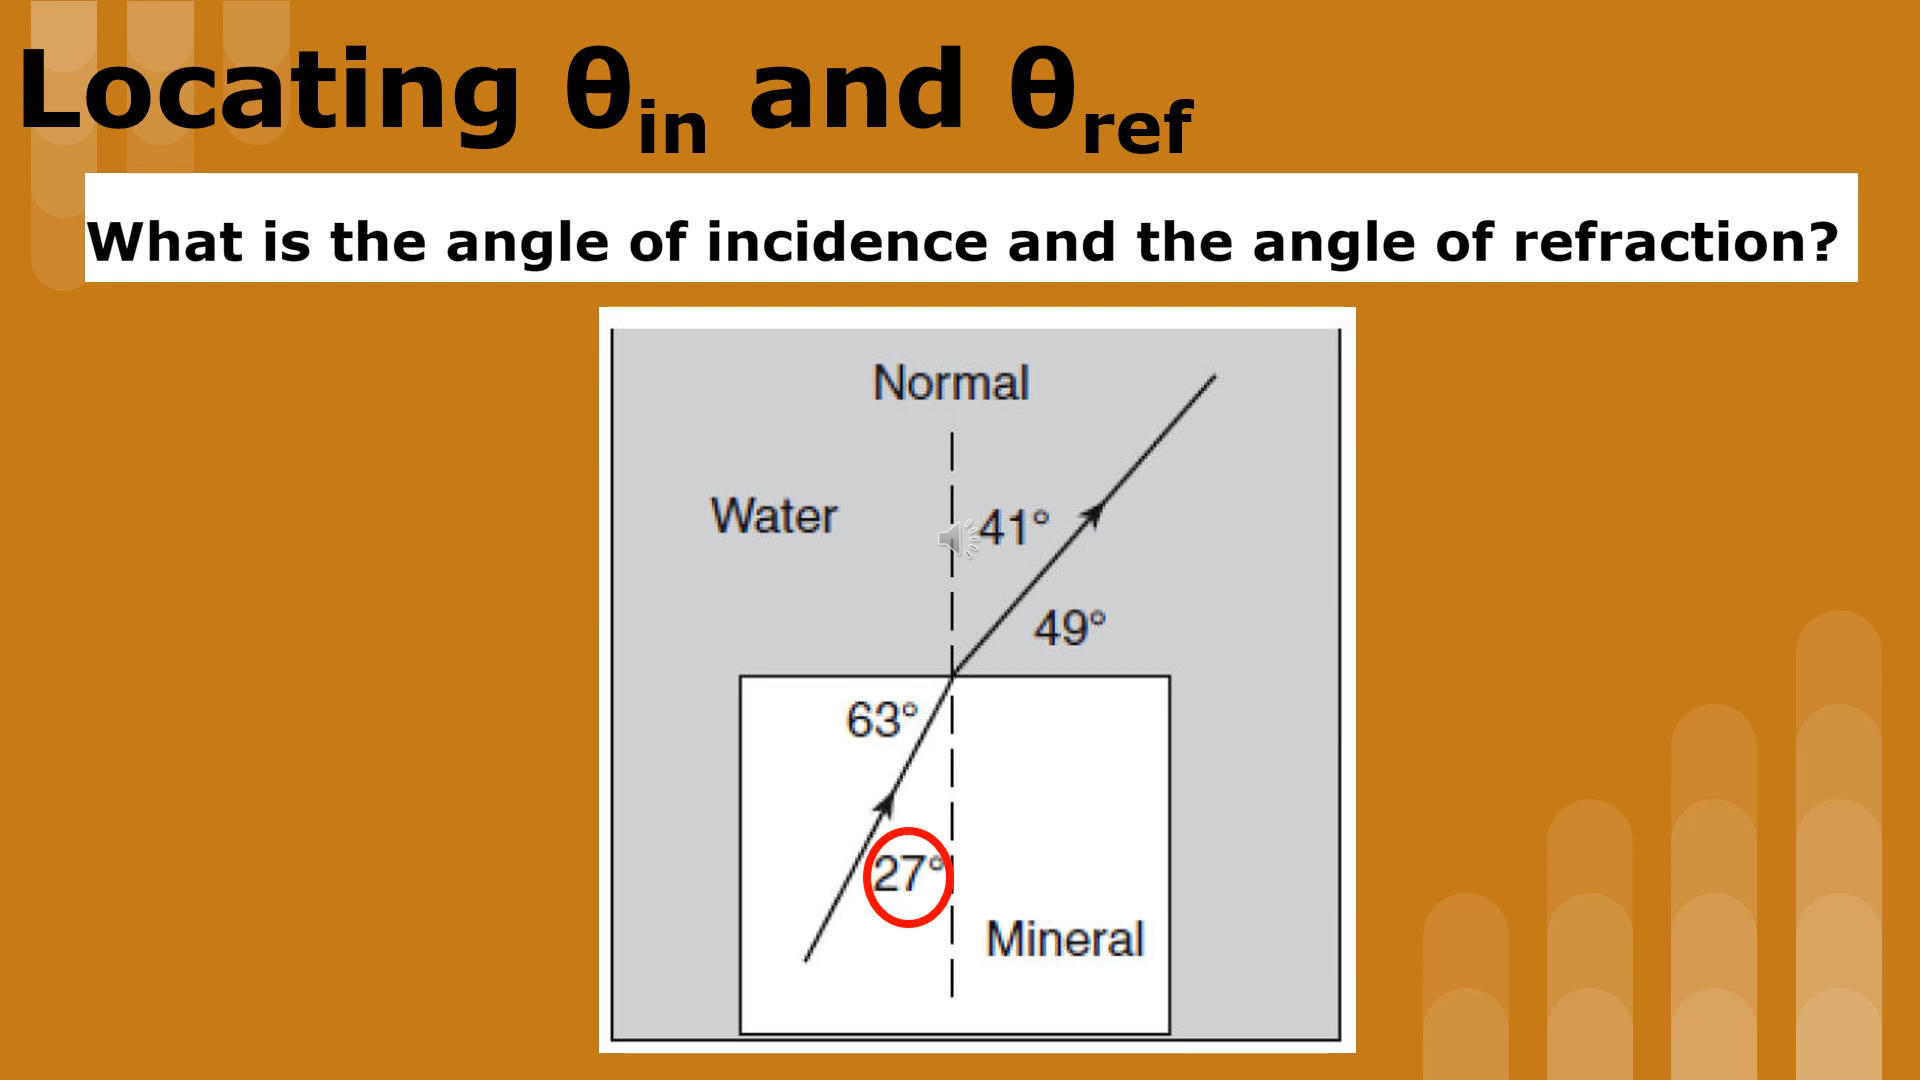 Locating θin and θref
What is the angle of incidence and the angle of refraction?
Normal
Water
41°
49°
63°
27°
Mineral